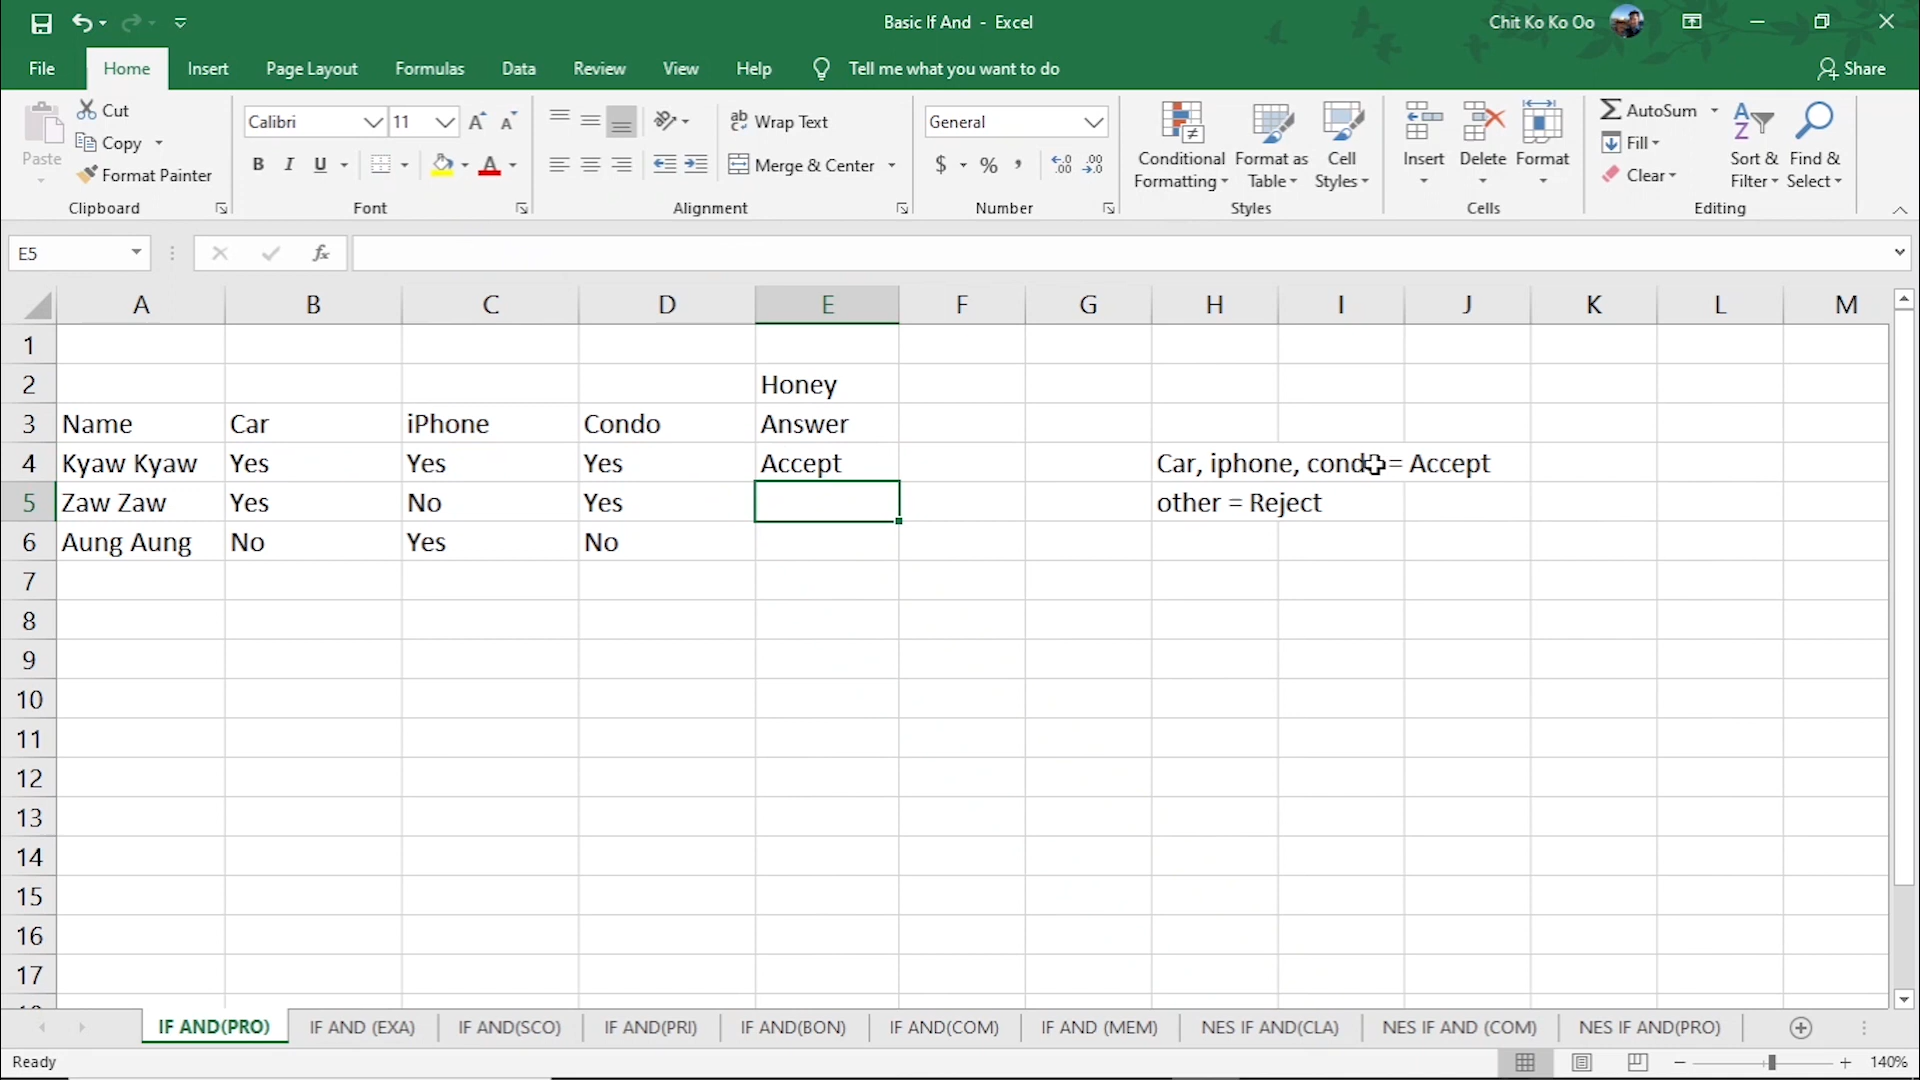 Basic If And - Excel
Chit Ko Ko Oo
File Home Insert Page Layout Formulas Data Review View Help Tell me what you want to do Share
Paste
Cut
Copy
Format Painter
Clipboard
Calibri 11
B I U A
Font
Wrap Text
Merge & Center
Alignment
General
$ % ,
Number
Conditional Formatting
Format as Table
Cell Styles
Styles
Insert Delete Format
Cells
AutoSum
Fill
Clear
Sort & Filter
Find & Select
Editing
E5
fx
A B C D E F G H I J K L M
1
2 Honey
3 Name Car iPhone Condo Answer
4 Kyaw Kyaw Yes Yes Yes Accept Car, iphone, condo = Accept
5 Zaw Zaw Yes No Yes other = Reject
6 Aung Aung No Yes No
7
8
9
10
11
12
13
14
15
16
17
IF AND(PRO) IF AND (EXA) IF AND(SCO) IF AND(PRI) IF AND(BON) IF AND(COM) IF AND (MEM) NES IF AND(CLA) NES IF AND (COM) NES IF AND(PRO)
Ready
140%